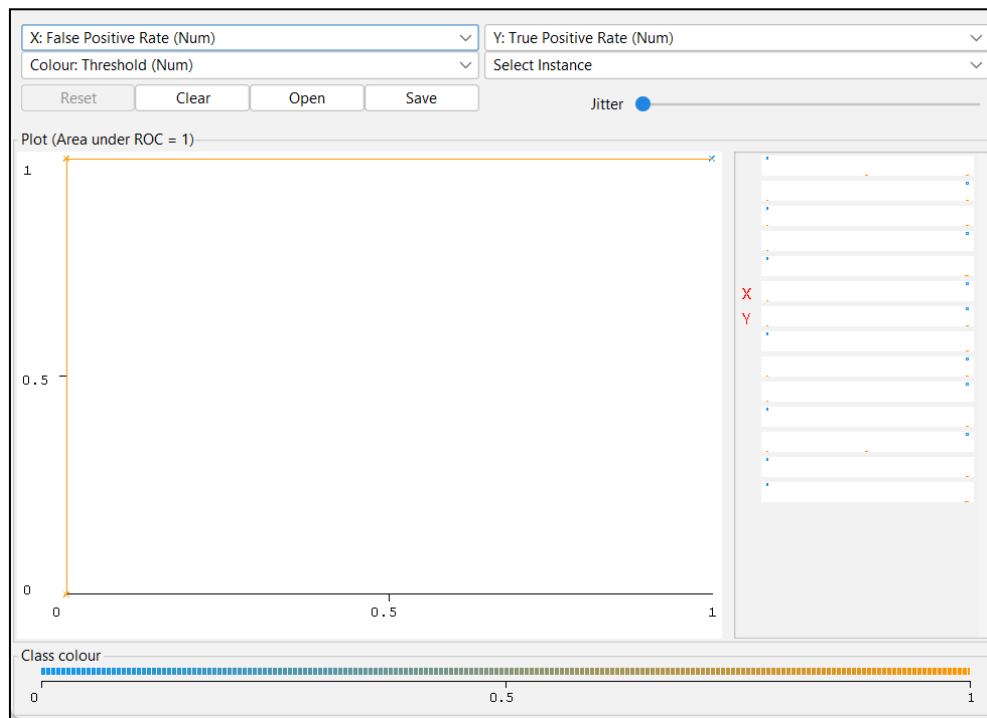 X: False Positive Rate (Num) Y: True Positive Rate (Num)
Colour: Threshold (Num) Select Instance
Reset Clear Open Save Jitter
Plot (Area under ROC = 1)
1
X
Y
0.5
0
0 0.5 1
Class colour
0 0.5 1